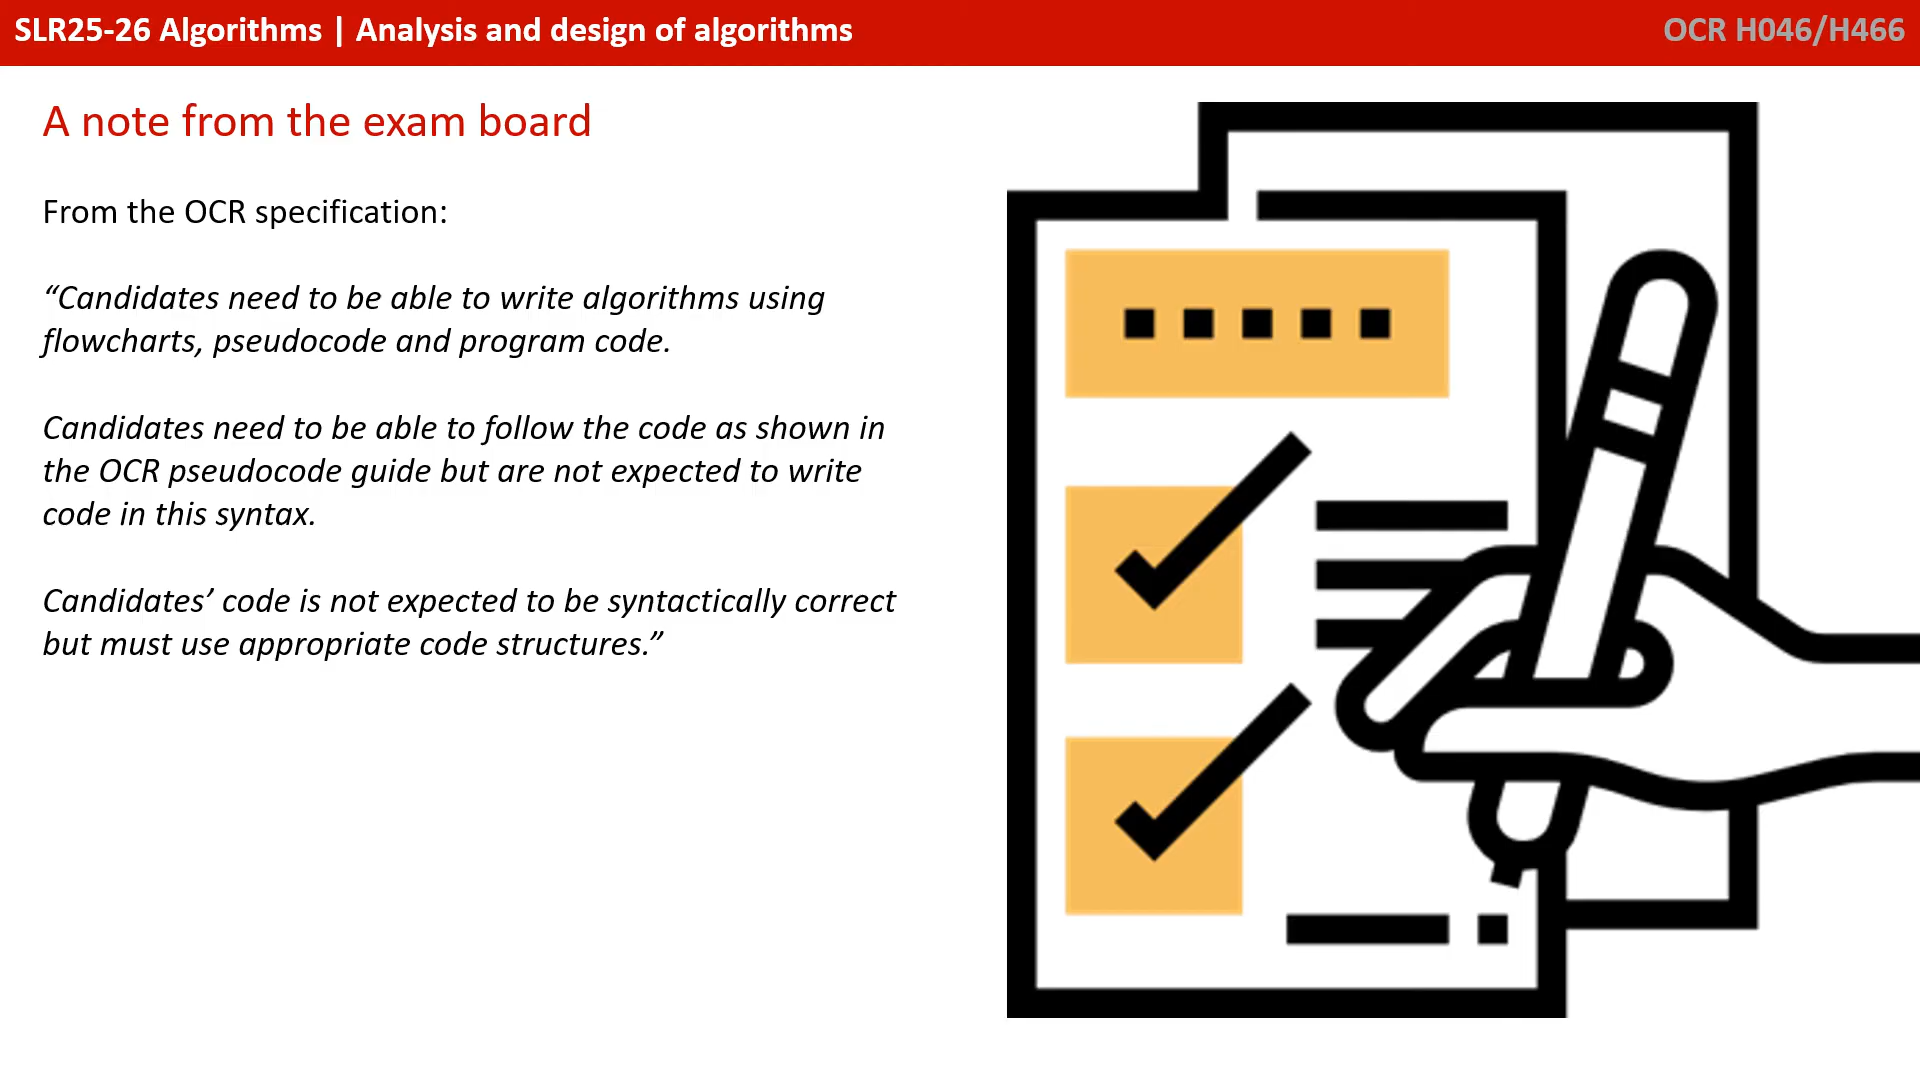 SLR25-26 Algorithms | Analysis and design of algorithms
OCR H046/H466
A note from the exam board
From the OCR specification:
“Candidates need to be able to write algorithms using
flowcharts, pseudocode and program code.
Candidates need to be able to follow the code as shown in
the OCR pseudocode guide but are not expected to write
code in this syntax.
Candidates’ code is not expected to be syntactically correct
but must use appropriate code structures.”